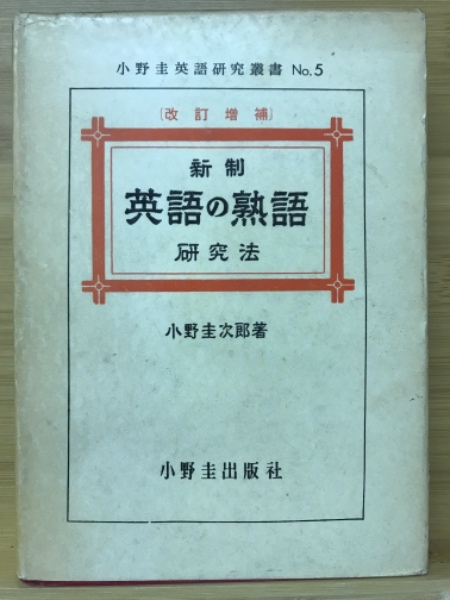 小野圭英語研究叢書 No.5
〔改訂増補〕
新制
英語の熟語
研究法
小野圭次郎著
小野圭出版社